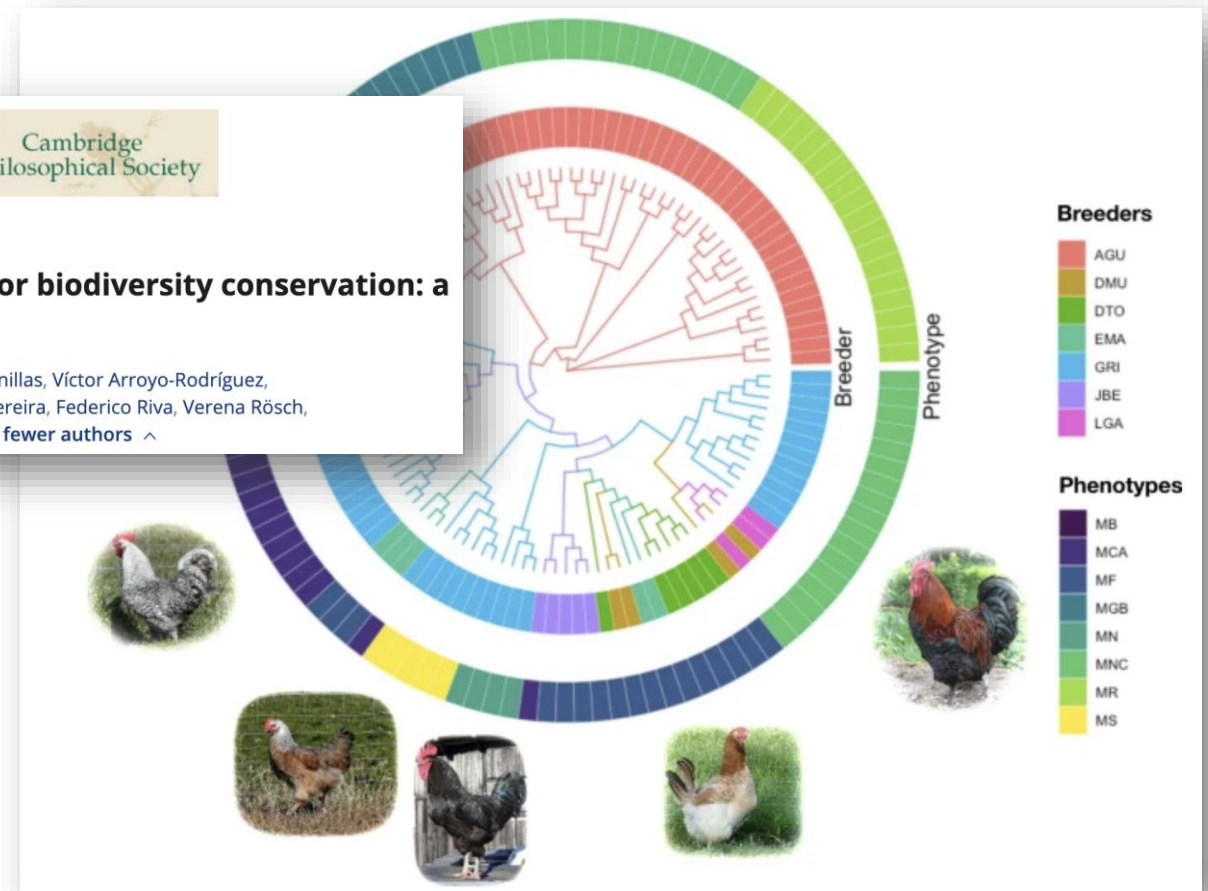 Cambridge
ilosophical Society
or biodiversity conservation: a
nillas, Víctor Arroyo-Rodríguez,
ereira, Federico Riva, Verena Rösch,
fewer authors
Breeder
Phenotype
Breeders
AGU
DMU
DTO
EMA
GRI
JBE
LGA
Phenotypes
MB
MCA
MF
MGB
MN
MNC
MR
MS